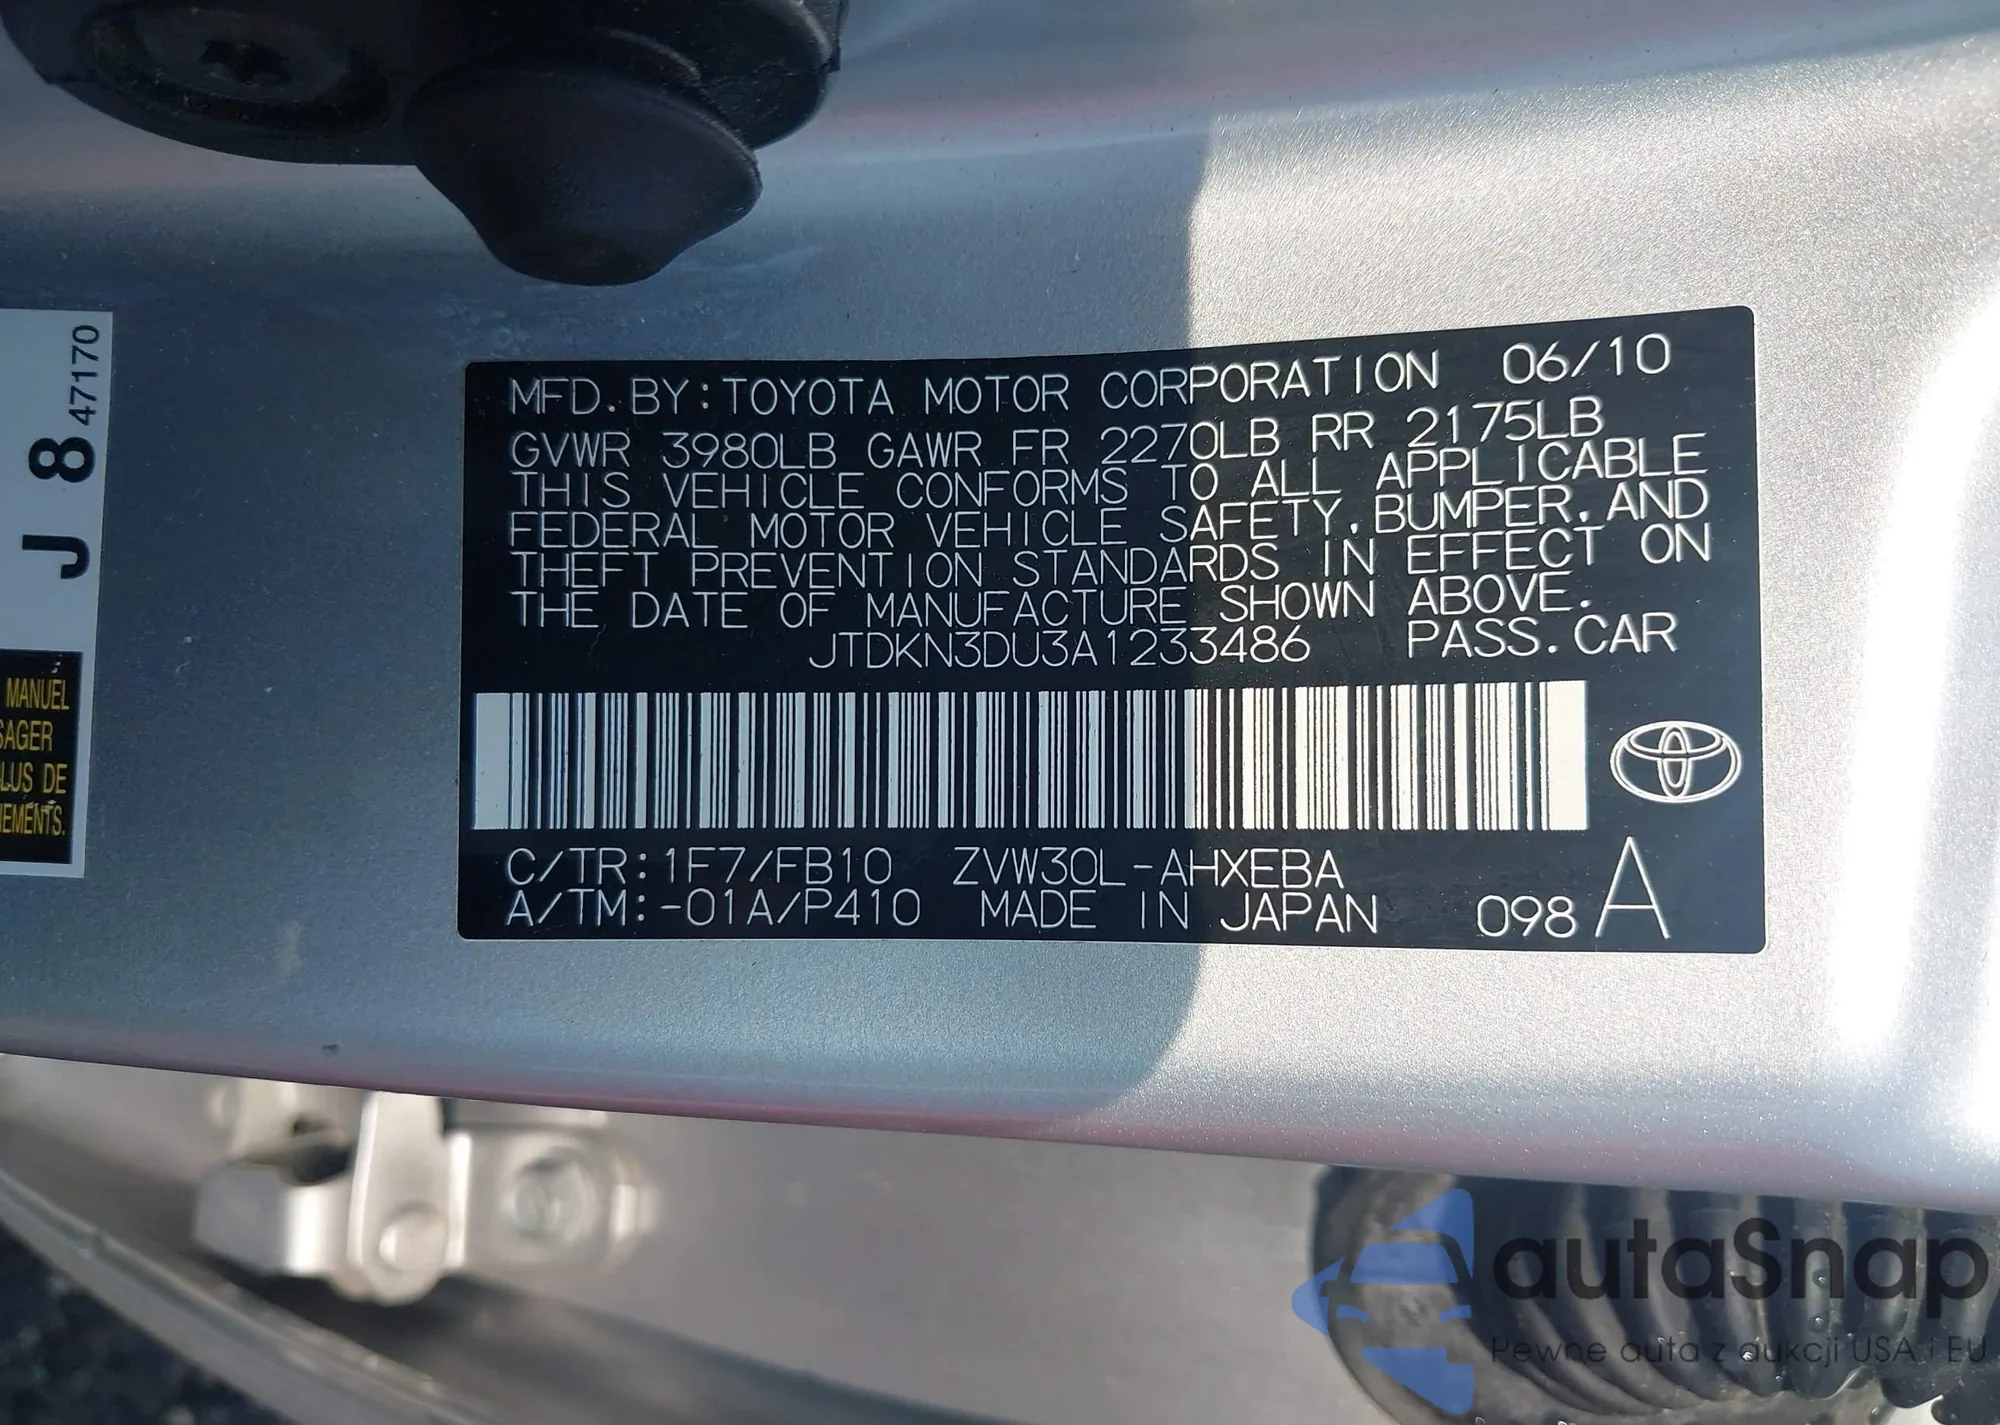 MFD. BY: TOYOTA MOTOR CORPORATION 06/10
GVWR 3980LB GAWR FR 2270LB RR 2175LB
THIS VEHICLE CONFORMS TO ALL APPLICABLE
FEDERAL MOTOR VEHICLE SAFETY, BUMPER, AND
THEFT PREVENTION STANDARDS IN EFFECT ON
THE DATE OF MANUFACTURE SHOWN ABOVE.
JTDKN3DU3A1233486 PASS. CAR
C/TR: 1F7/FB10 ZVW30L-AHXEBA
A/TM: -01A/P410 MADE IN JAPAN 098 A
J 8 47170
MANUEL
SAGER
LUS DE
NEMENTS.
autaSnap
Pewne auta z aukcji USA i EU